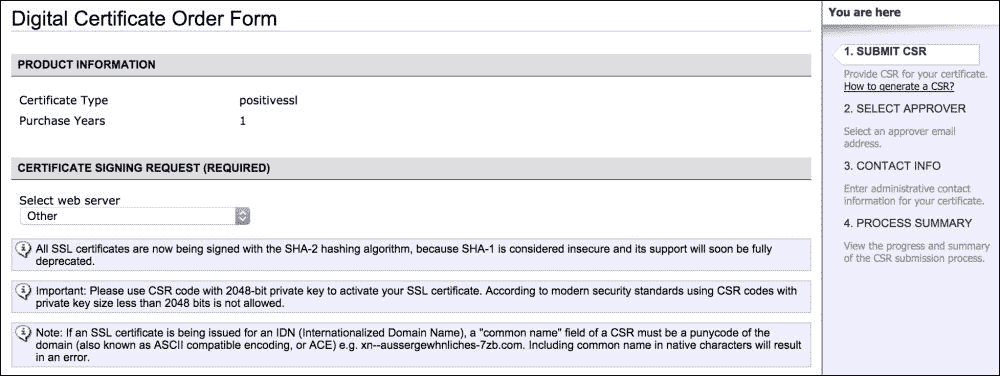 Digital Certificate Order Form
PRODUCT INFORMATION
Certificate Type positivessl
Purchase Years 1
CERTIFICATE SIGNING REQUEST (REQUIRED)
Select web server
Other
All SSL certificates are now being signed with the SHA-2 hashing algorithm, because SHA-1 is considered insecure and its support will soon be fully
deprecated.
Important: Please use CSR code with 2048-bit private key to activate your SSL certificate. According to modern security standards using CSR codes with
private key size less than 2048 bits is not allowed.
Note: If an SSL certificate is being issued for an IDN (Internationalized Domain Name), a "common name" field of a CSR must be a punycode of the
domain (also known as ASCII compatible encoding, or ACE) e.g. xn--aussergewhnliches-7zb.com. Including common name in native characters will result
in an error.
You are here
1. SUBMIT CSR
Provide CSR for your certificate.
How to generate a CSR?
2. SELECT APPROVER
Select an approver email
address.
3. CONTACT INFO
Enter administrative contact
information for your certificate.
4. PROCESS SUMMARY
View the progress and summary
of the CSR submission process.